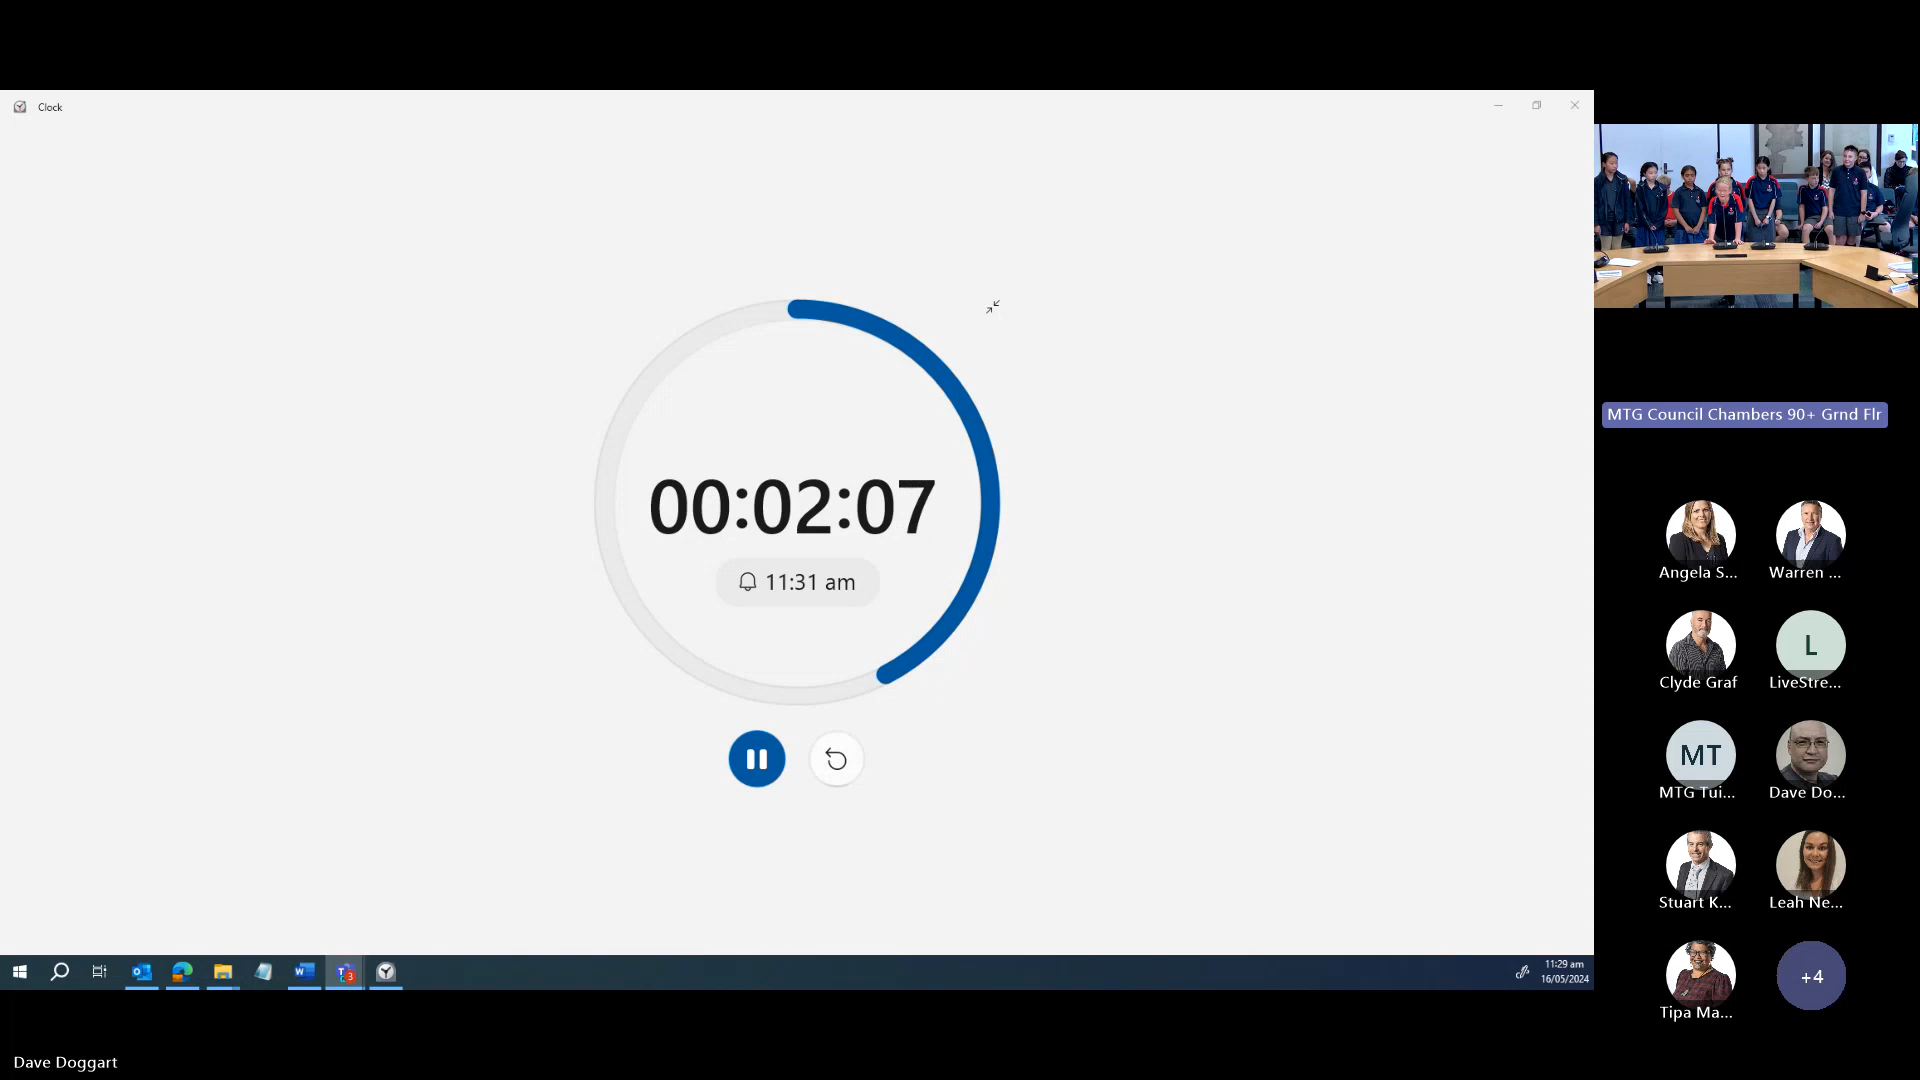 Clock
00:02:07
11:31 am
MTG Council Chambers 90+ Grnd Flr
Angela S...
Warren ...
Clyde Graf
L
LiveStre...
MT
MTG Tui...
Dave Do...
Stuart K...
Leah Ne...
Tipa Ma...
+4
3
11:29 am
16/05/2024
Dave Doggart